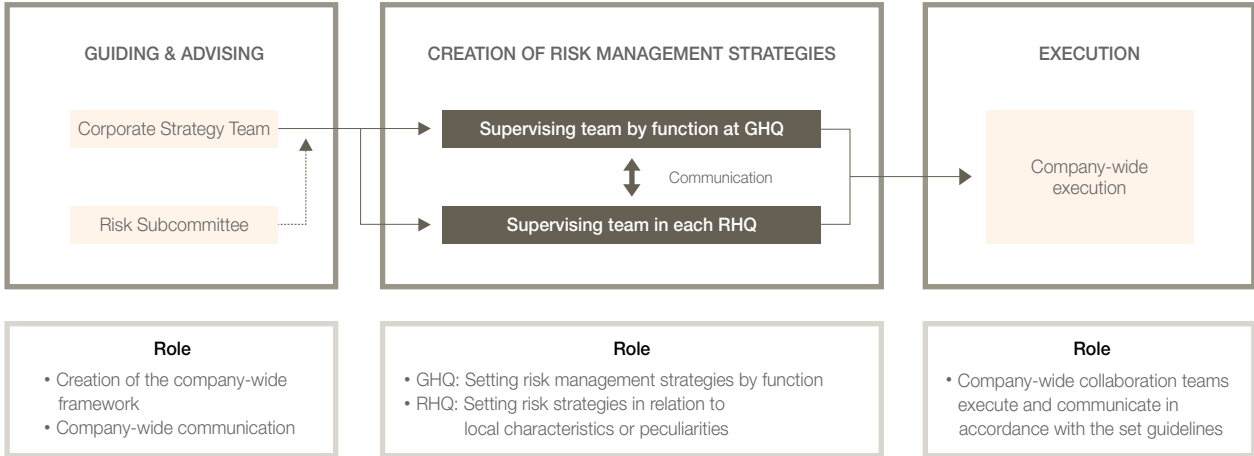 GUIDING & ADVISING
Corporate Strategy Team
Risk Subcommittee
CREATION OF RISK MANAGEMENT STRATEGIES
Supervising team by function at GHQ
Communication
Supervising team in each RHQ
EXECUTION
Company-wide
execution
Role
• Creation of the company-wide
framework
• Company-wide communication
Role
• GHQ: Setting risk management strategies by function
• RHQ: Setting risk strategies in relation to
local characteristics or peculiarities
Role
• Company-wide collaboration teams
execute and communicate in
accordance with the set guidelines